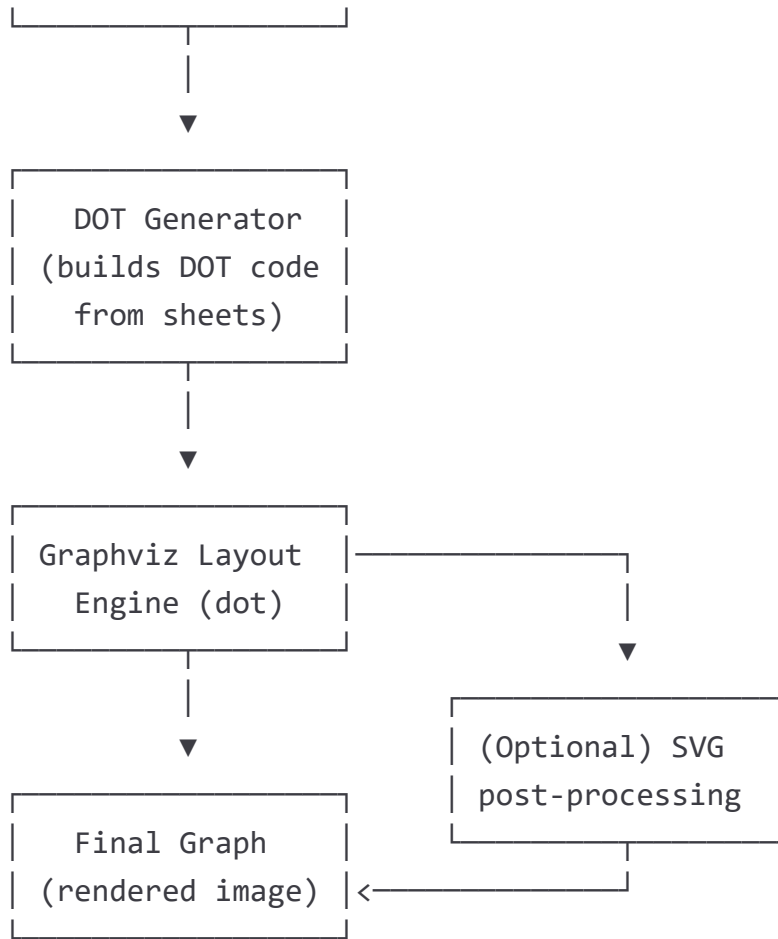 DOT Generator
(builds DOT code
from sheets)
Graphviz Layout
Engine (dot)
(Optional) SVG
post-processing
Final Graph
(rendered image)